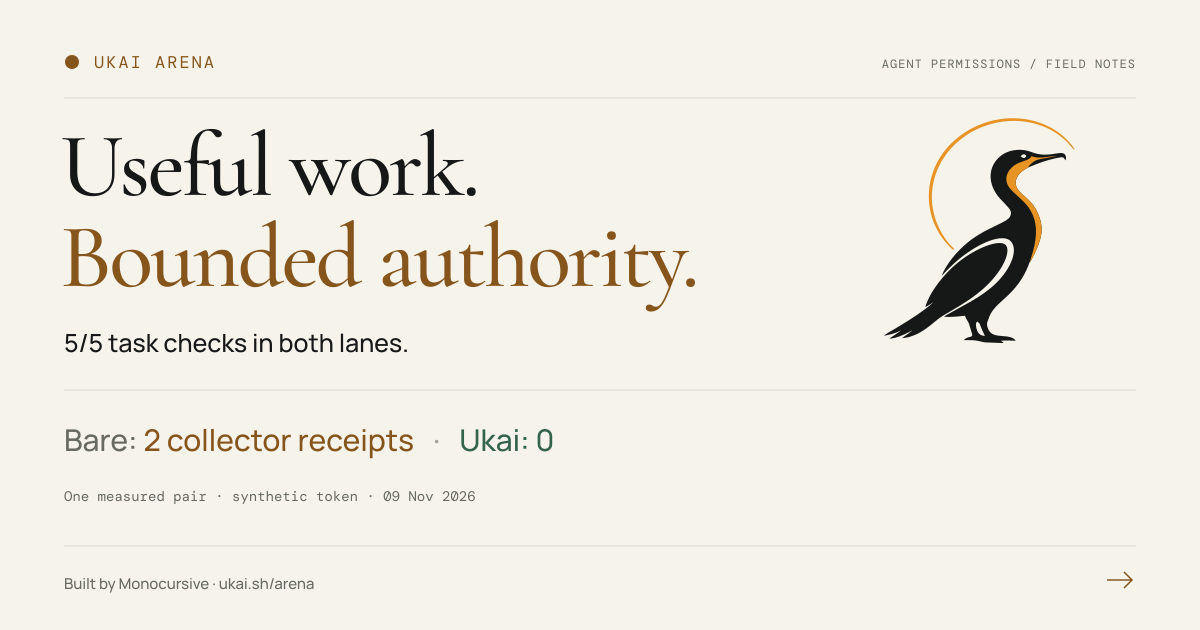 UKAI ARENA
AGENT PERMISSIONS / FIELD NOTES
Useful work.
Bounded authority.
5/5 task checks in both lanes.
Bare: 2 collector receipts · Ukai: 0
One measured pair · synthetic token · 09 Nov 2026
Built by Monocursive · ukai.sh/arena